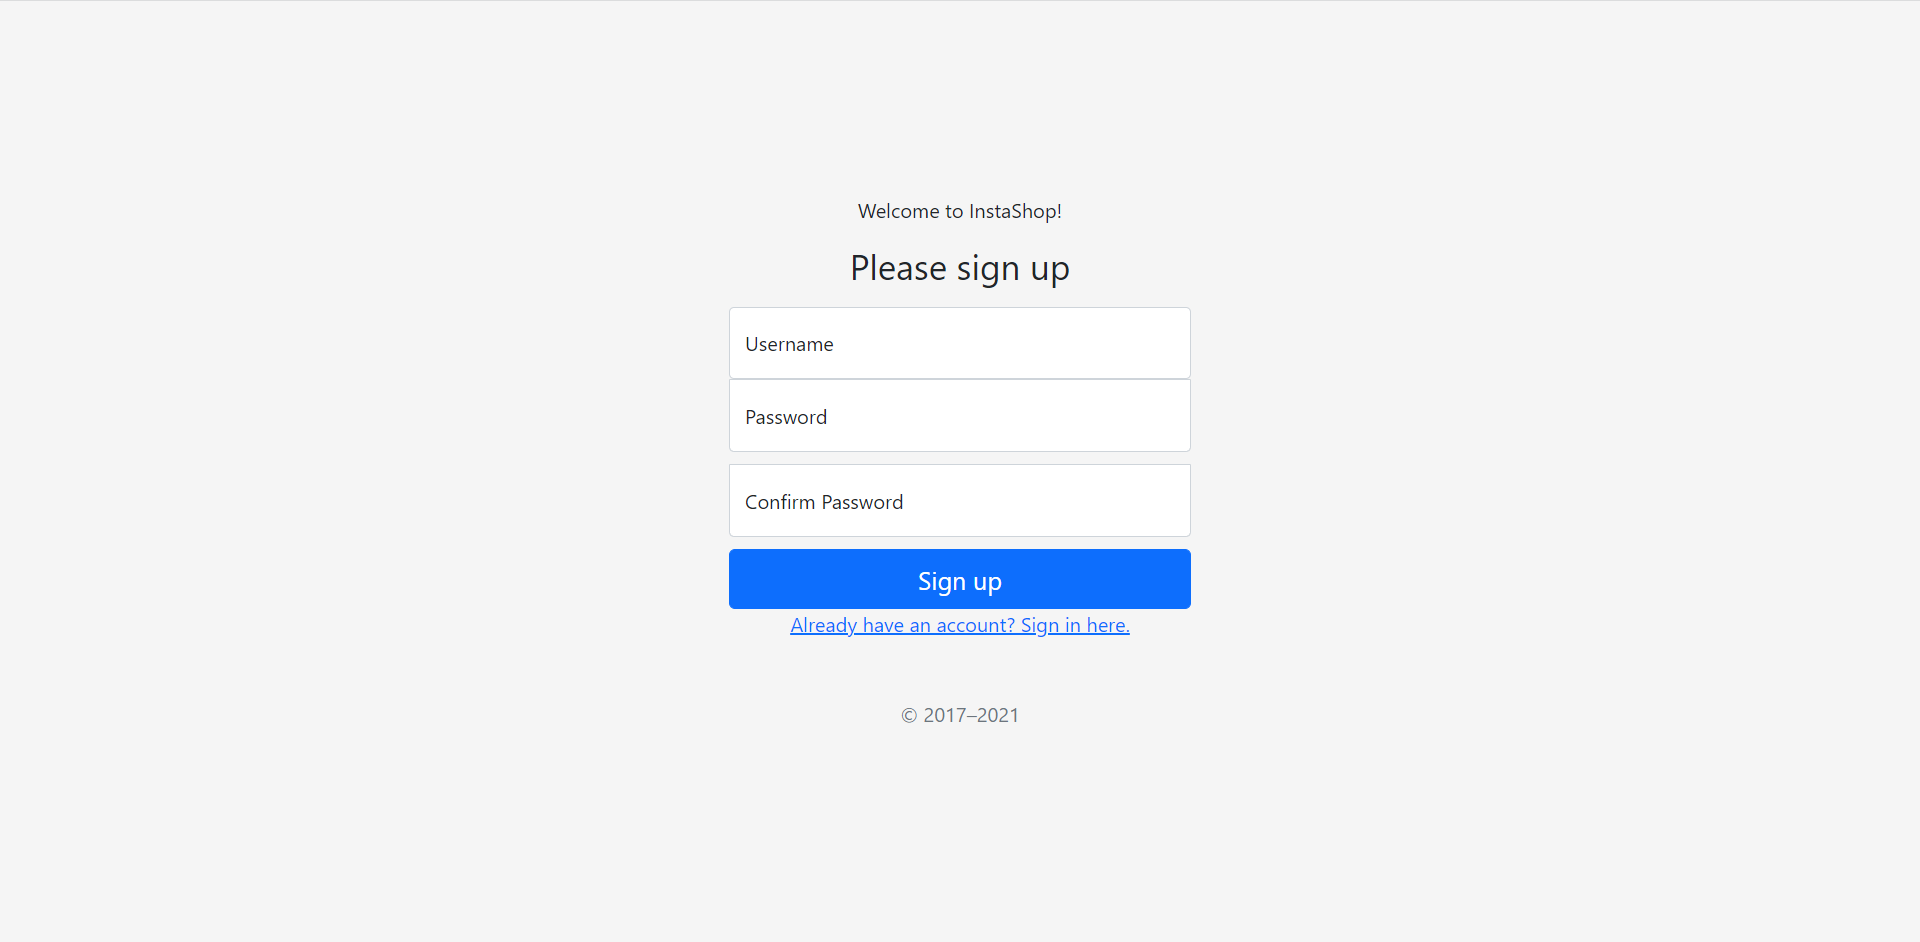 Welcome to InstaShop!
Please sign up
Username
Password
Confirm Password
Sign up
Already have an account? Sign in here.
© 2017–2021